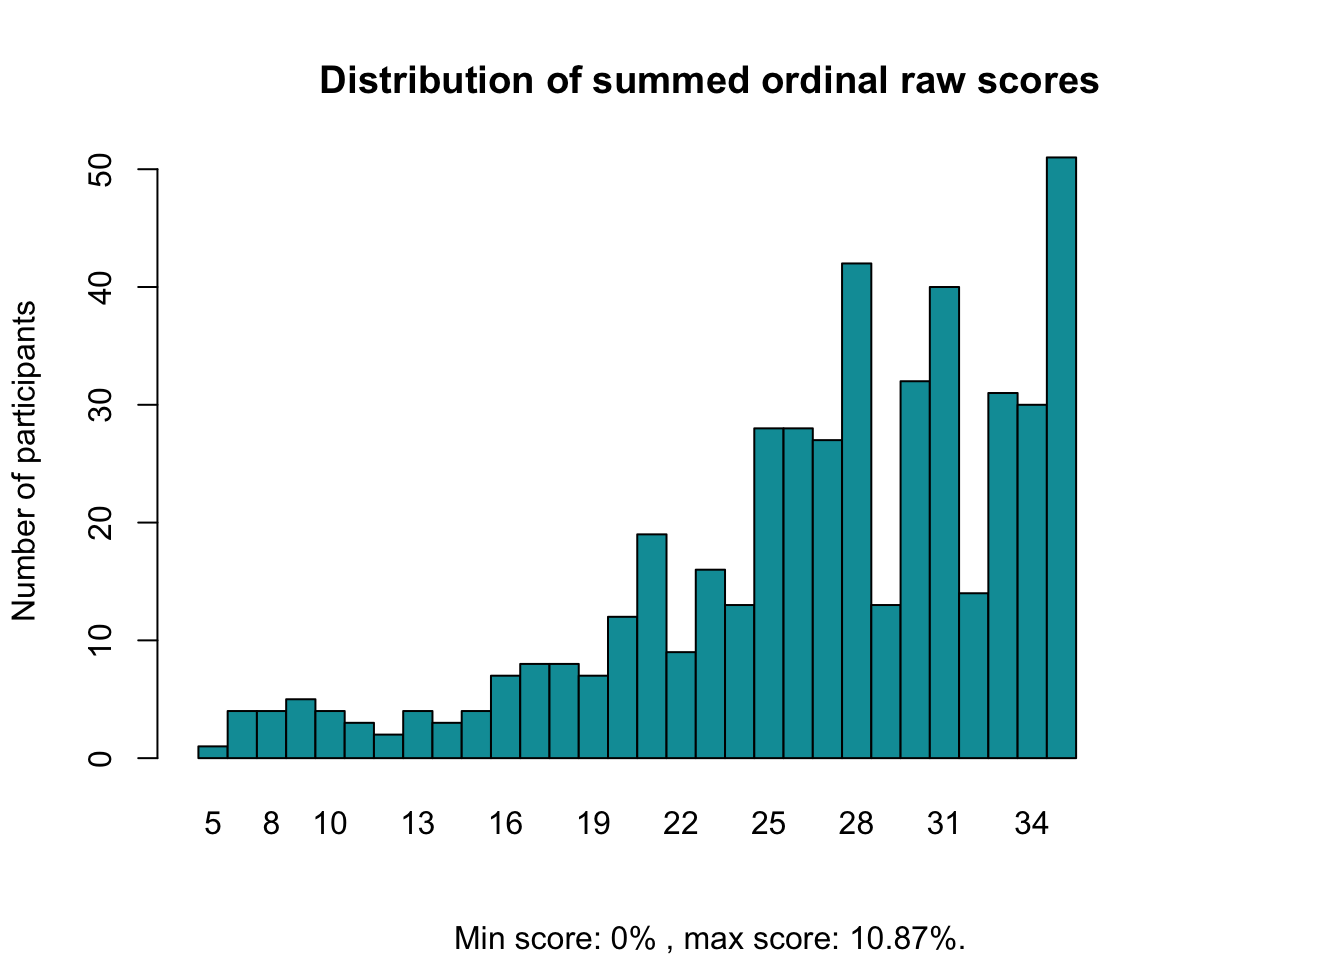 Distribution of summed ordinal raw scores
Number of participants
50
40
30
20
10
0
5 8 10 13 16 19 22 25 28 31 34
Min score: 0% , max score: 10.87%.